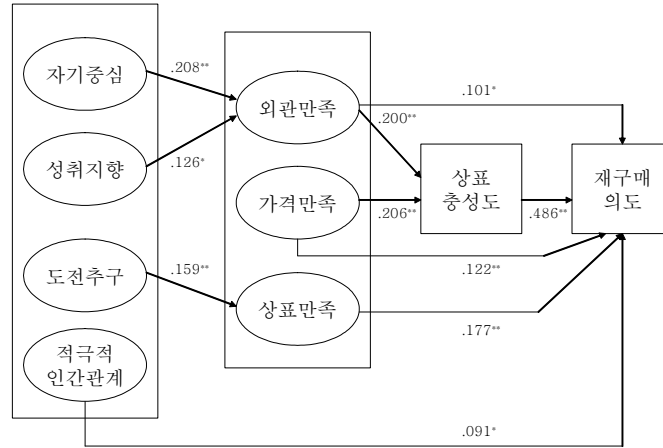 자기중심
.208**
외관만족
.101*
.200**
성취지향
.126*
상표
충성도
재구매
의도
가격만족
.206**
.486**
도전추구
.159**
상표만족
.122**
.177**
적극적
인간관계
.091*